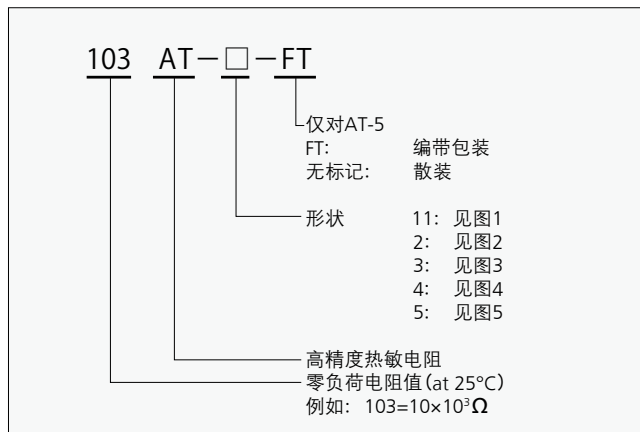 103 AT－□－FT
仅对AT-5
FT: 编带包装
无标记: 散装
形状 11: 见图1
2: 见图2
3: 见图3
4: 见图4
5: 见图5
高精度热敏电阻
零负荷电阻值(at 25°C)
例如: 103=10×10³Ω